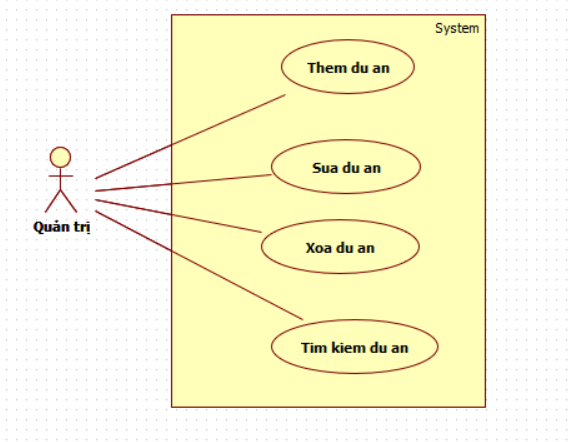 System
Them du an
Sua du an
Quản trị
Xoa du an
Tim kiem du an